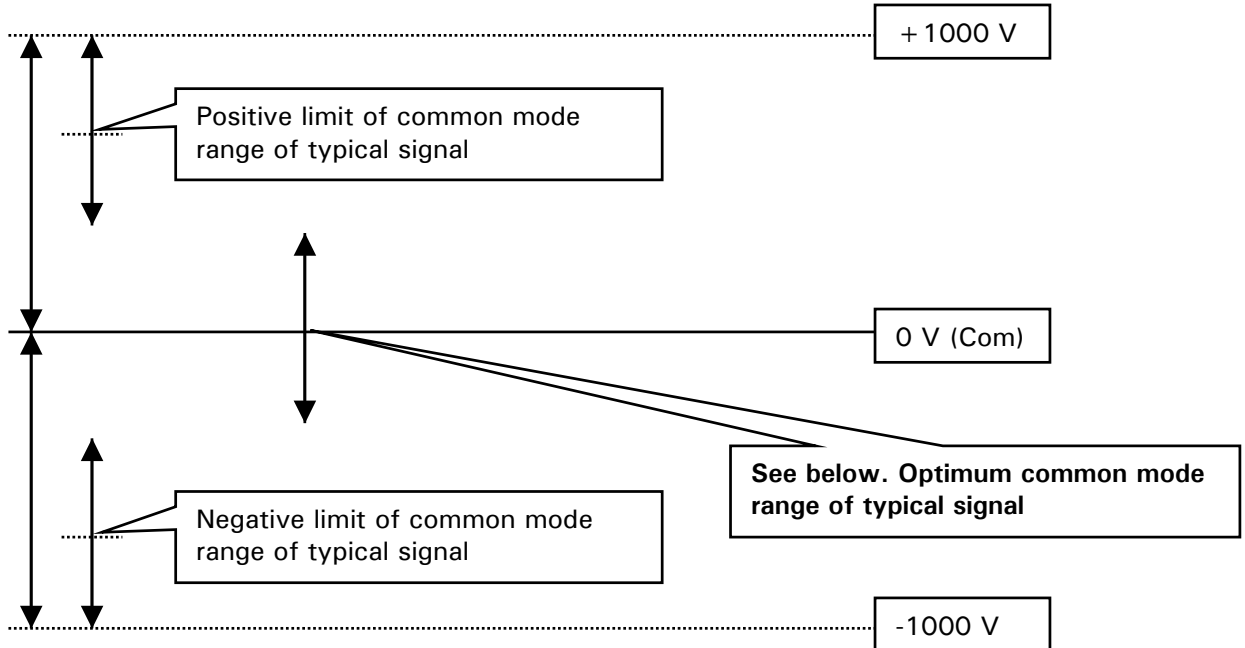 +1000 V
Positive limit of common mode
range of typical signal
0 V (Com)
See below. Optimum common mode
range of typical signal
Negative limit of common mode
range of typical signal
-1000 V